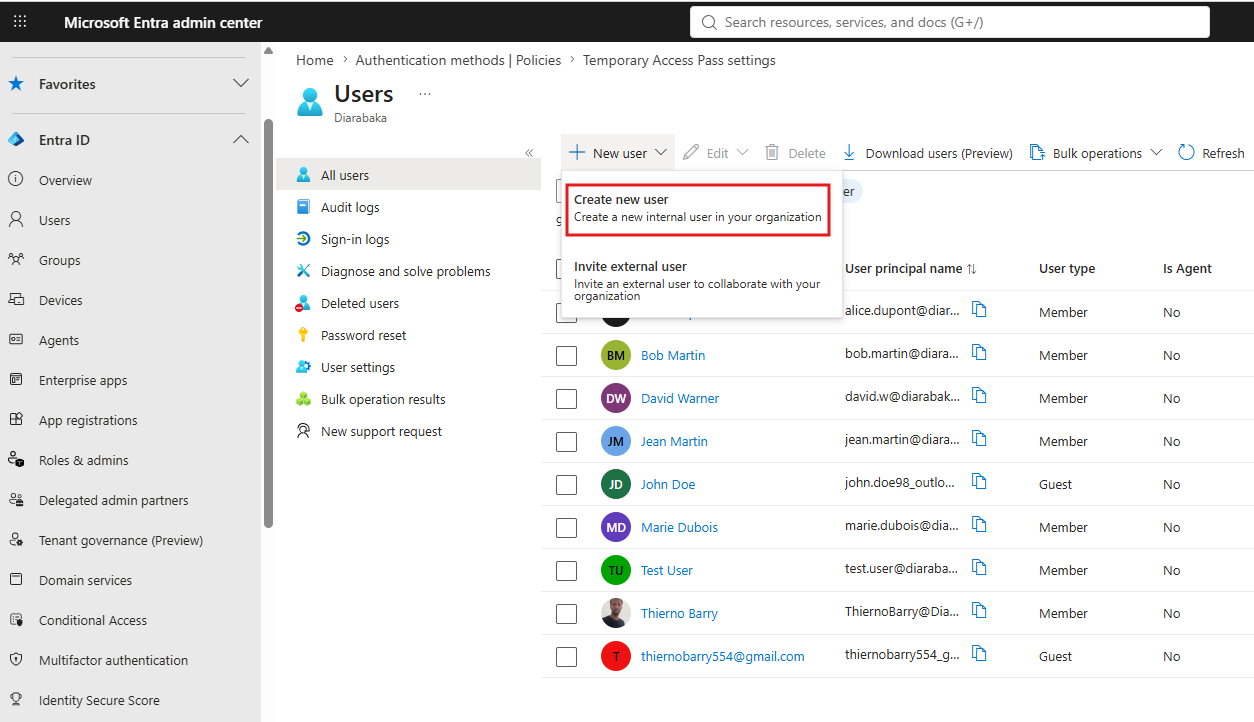 Microsoft Entra admin center
Search resources, services, and docs (G+/)
Favorites
Entra ID
Overview
Users
Groups
Devices
Agents
Enterprise apps
App registrations
Roles & admins
Delegated admin partners
Tenant governance (Preview)
Domain services
Conditional Access
Multifactor authentication
Identity Secure Score
Home > Authentication methods | Policies > Temporary Access Pass settings
Users ...
Diarabaka
«
All users
Audit logs
Sign-in logs
Diagnose and solve problems
Deleted users
Password reset
User settings
Bulk operation results
New support request
New user Edit Delete Download users (Preview) Bulk operations Refresh
Create new user
Create a new internal user in your organization
Invite external user
Invite an external user to collaborate with your
organization
er
User principal name User type Is Agent
alice.dupont@diar... Member No
BM Bob Martin bob.martin@diara... Member No
DW David Warner david.w@diarabak... Member No
JM Jean Martin jean.martin@diara... Member No
JD John Doe john.doe98_outlo... Guest No
MD Marie Dubois marie.dubois@dia... Member No
TU Test User test.user@diaraba... Member No
Thierno Barry ThiernoBarry@Dia... Member No
T thiernobarry554@gmail.com thiernobarry554_g... Guest No